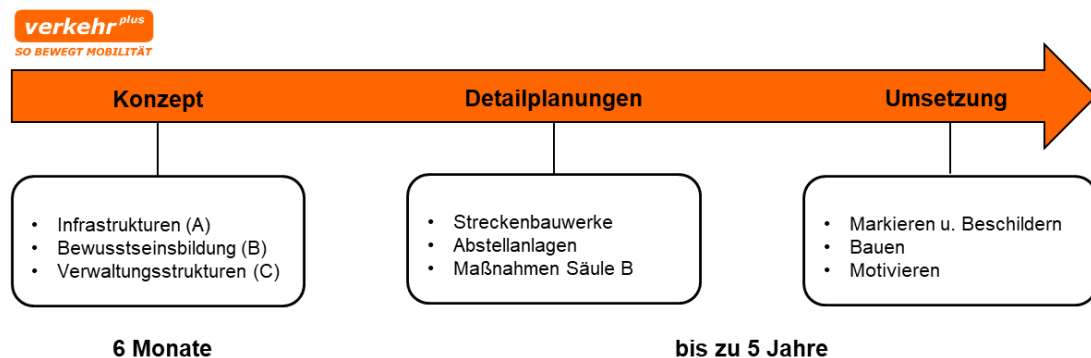 verkehr plus
SO BEWEGT MOBILITÄT
Konzept
Detailplanungen
Umsetzung
• Infrastrukturen (A)
• Bewusstseinsbildung (B)
• Verwaltungsstrukturen (C)
• Streckenbauwerke
• Abstellanlagen
• Maßnahmen Säule B
• Markieren u. Beschildern
• Bauen
• Motivieren
6 Monate
bis zu 5 Jahre